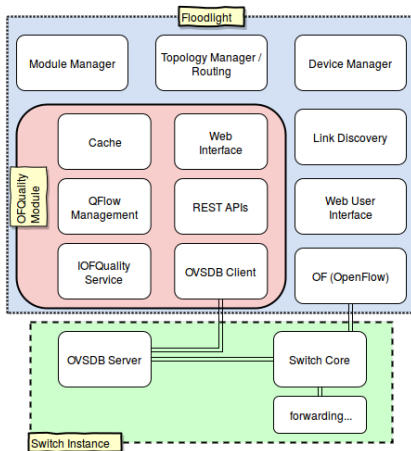 Floodlight
Module Manager
Topology Manager /
Routing
Device Manager
Cache
Web
Interface
Link Discovery
OFQuality
Module
QFlow
Management
REST APIs
Web User
Interface
IOFQuality
Service
OVSDB Client
OF (OpenFlow)
OVSDB Server
Switch Core
forwarding...
Switch Instance